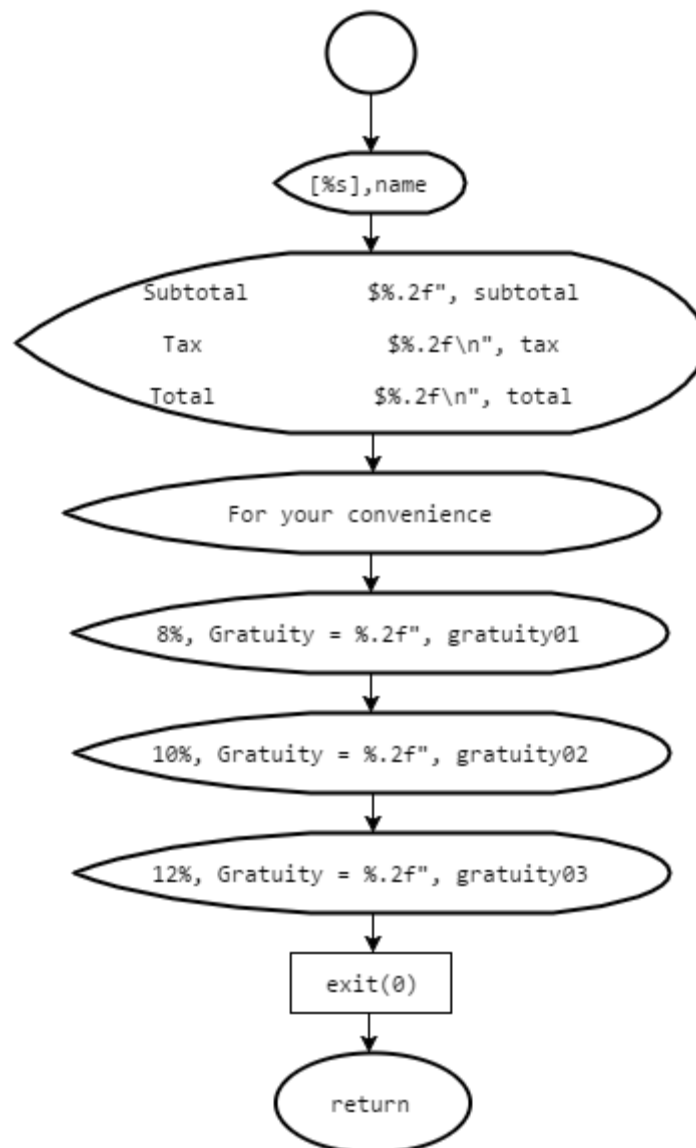 [%s],name
Subtotal $%.2f", subtotal
Tax $%.2f\n", tax
Total $%.2f\n", total
For your convenience
8%, Gratuity = %.2f", gratuity01
10%, Gratuity = %.2f", gratuity02
12%, Gratuity = %.2f", gratuity03
exit(0)
return